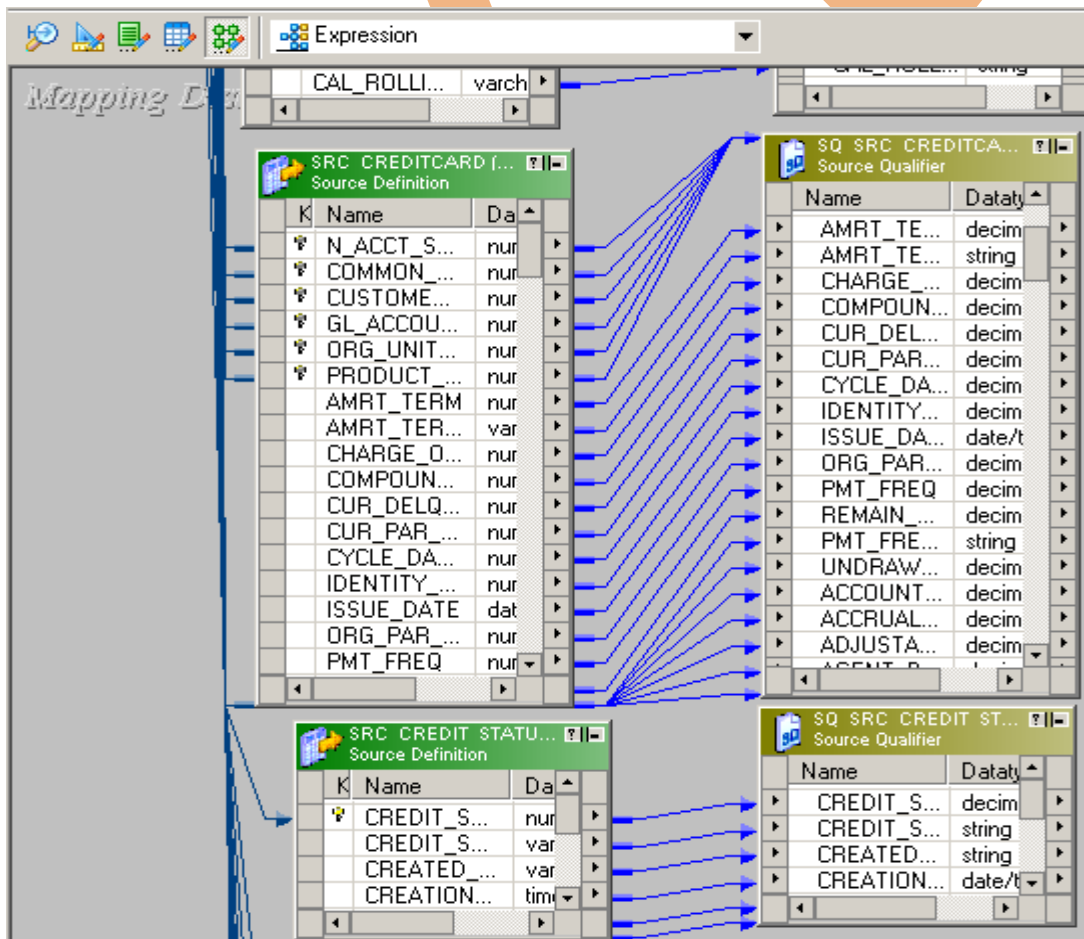 Expression
Mapping D
CAL_ROLLI... varch
SRC CREDITCARD (...
Source Definition
K Name Da
N_ACCT_S... nur
COMMON_... nur
CUSTOME... nur
GL_ACCOU... nur
ORG_UNIT... nur
PRODUCT_... nur
AMRT_TERM nur
AMRT_TER... var
CHARGE_O... nur
COMPOUN... nur
CUR_DELQ... nur
CUR_PAR_... nur
CYCLE_DA... nur
IDENTITY_... nur
ISSUE_DATE dat
ORG_PAR_... nur
PMT_FREQ nur
SQ SRC CREDITCA...
Source Qualifier
Name Dataty
AMRT_TE... decim
AMRT_TE... string
CHARGE_... decim
COMPOUN... decim
CUR_DEL... decim
CUR_PAR... decim
CYCLE_DA... decim
IDENTITY... decim
ISSUE_DA... date/t
ORG_PAR... decim
PMT_FREQ decim
REMAIN_... decim
PMT_FRE... string
UNDRAW... decim
ACCOUNT... decim
ACCRUAL... decim
ADJUSTA... decim
SRC CREDIT STATU...
Source Definition
K Name Da
CREDIT_S... nur
CREDIT_S... var
CREATED_... var
CREATION... time
SQ SRC CREDIT ST...
Source Qualifier
Name Dataty
CREDIT_S... decim
CREDIT_S... string
CREATED... string
CREATION... date/t